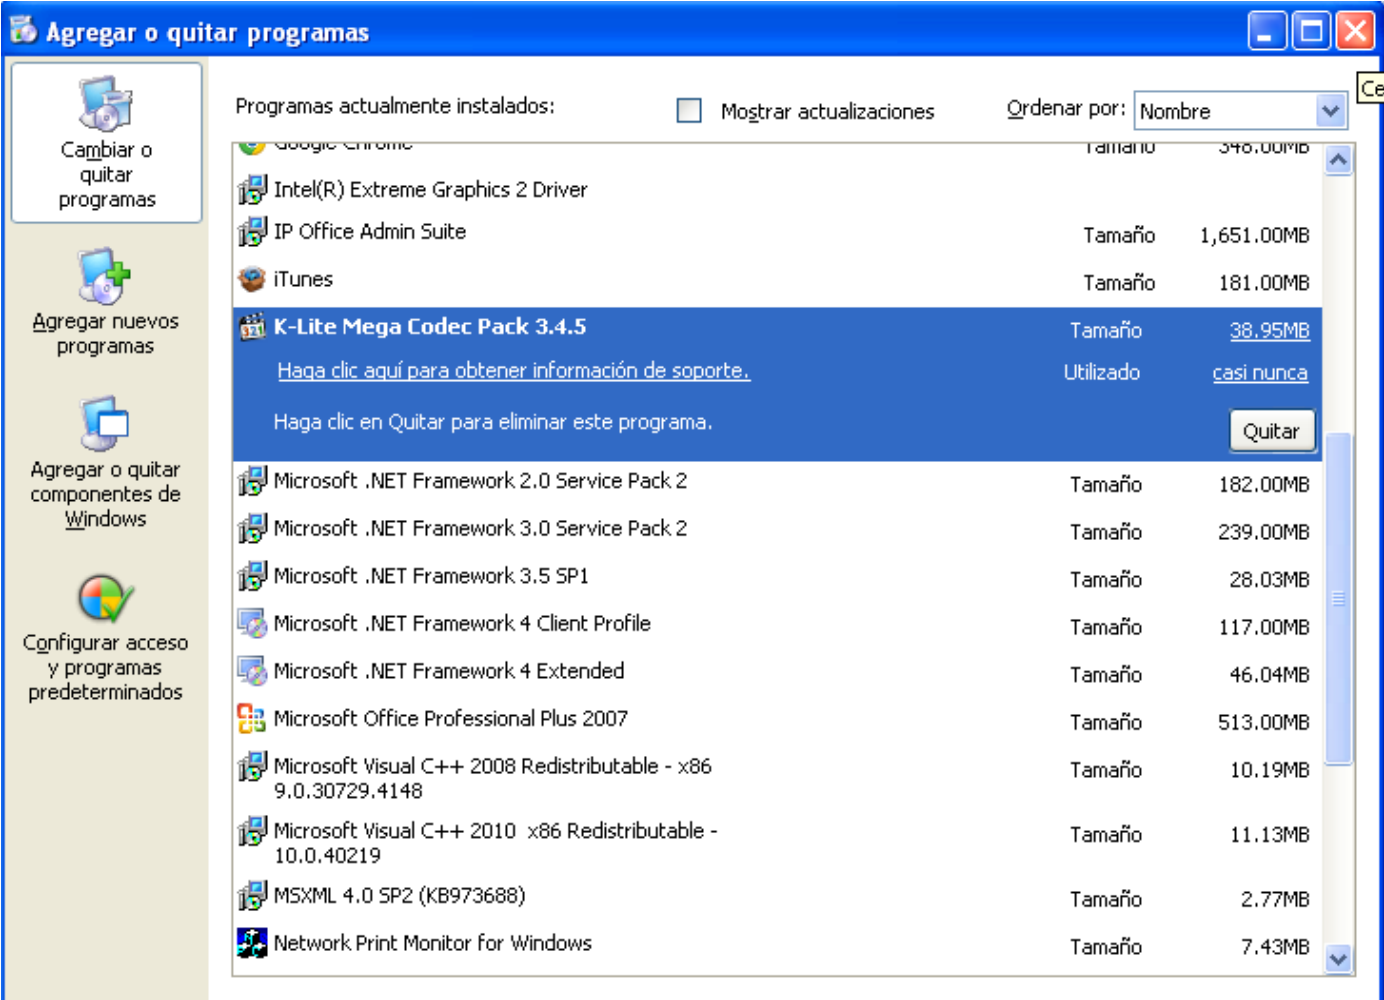 Agregar o quitar programas
Cambiar o
quitar
programas
Agregar nuevos
programas
Agregar o quitar
componentes de
Windows
Configurar acceso
y programas
predeterminados
Programas actualmente instalados:
Mostrar actualizaciones
Ordenar por: Nombre
Ce
Google Chrome Tamaño 348.00MB
Intel(R) Extreme Graphics 2 Driver
IP Office Admin Suite Tamaño 1,651.00MB
iTunes Tamaño 181.00MB
K-Lite Mega Codec Pack 3.4.5 Tamaño 38.95MB
Haga clic aquí para obtener información de soporte. Utilizado casi nunca
Haga clic en Quitar para eliminar este programa.
Quitar
Microsoft .NET Framework 2.0 Service Pack 2 Tamaño 182.00MB
Microsoft .NET Framework 3.0 Service Pack 2 Tamaño 239.00MB
Microsoft .NET Framework 3.5 SP1 Tamaño 28.03MB
Microsoft .NET Framework 4 Client Profile Tamaño 117.00MB
Microsoft .NET Framework 4 Extended Tamaño 46.04MB
Microsoft Office Professional Plus 2007 Tamaño 513.00MB
Microsoft Visual C++ 2008 Redistributable - x86 Tamaño 10.19MB
9.0.30729.4148
Microsoft Visual C++ 2010 x86 Redistributable - Tamaño 11.13MB
10.0.40219
MSXML 4.0 SP2 (KB973688) Tamaño 2.77MB
Network Print Monitor for Windows Tamaño 7.43MB